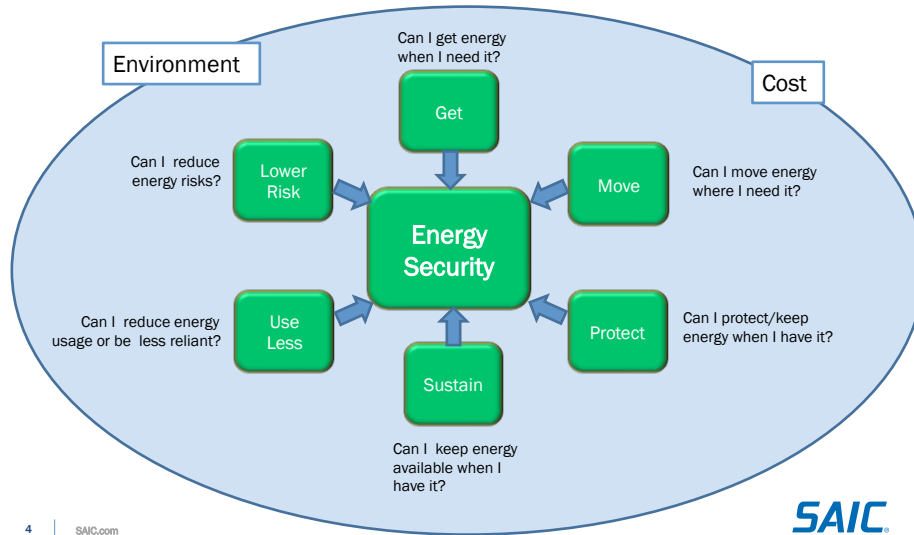 Can I get energy
when I need it?
Environment
Cost
Get
Can I  reduce
energy risks?
Lower
Risk
Move
Can I move energy
where I need it?
Energy
Security
Can I  reduce energy
usage or be  less reliant?
Use
Less
Protect
Can I protect/keep
energy when I have it?
Sustain
Can I  keep energy
available when I
have it?
4
SAIC.com
SAIC®